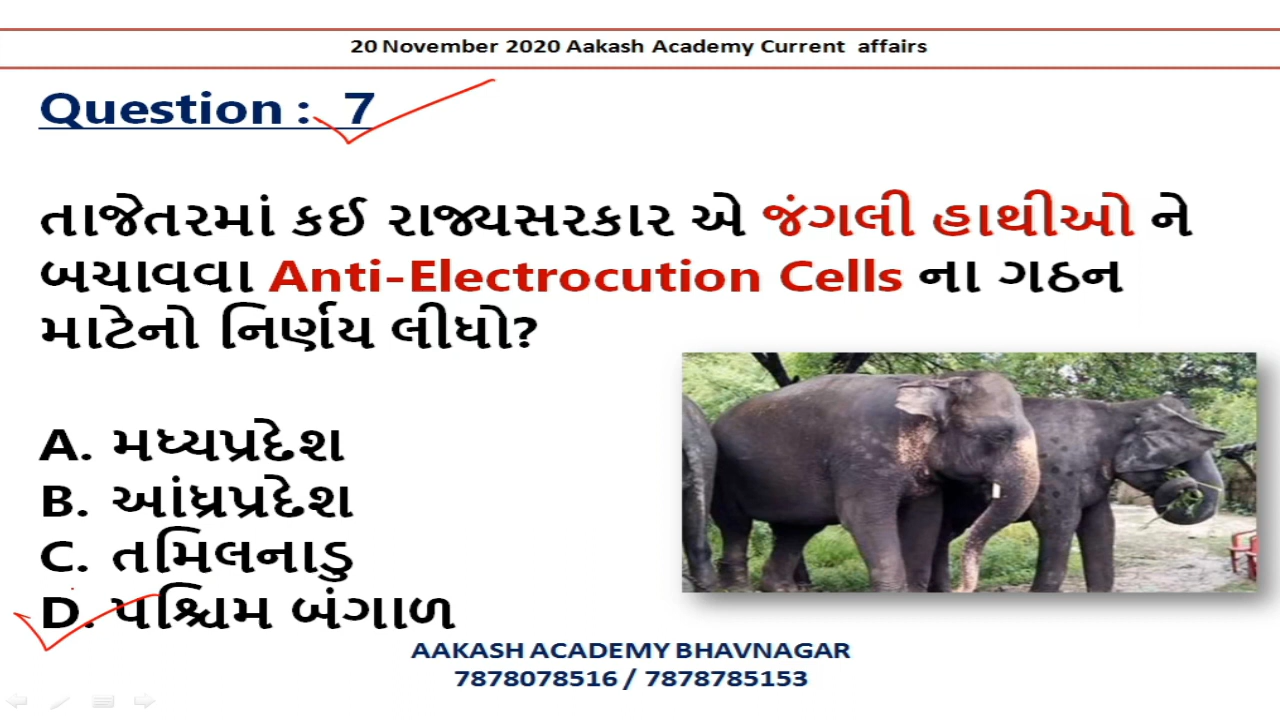 20 November 2020 Aakash Academy Current affairs
Question : 7
તાજેતરમાં કઈ રાજ્યસરકાર એ જંગલી હાથીઓ ને
બચાવવા Anti-Electrocution Cells ના ગઠન
માટેનો નિર્ણય લીધો?
A. મધ્યપ્રદેશ
B. આંધ્રપ્રદેશ
C. તમિલનાડુ
D. પશ્ચિમ બંગાળ
AAKASH ACADEMY BHAVNAGAR
7878078516 / 7878785153